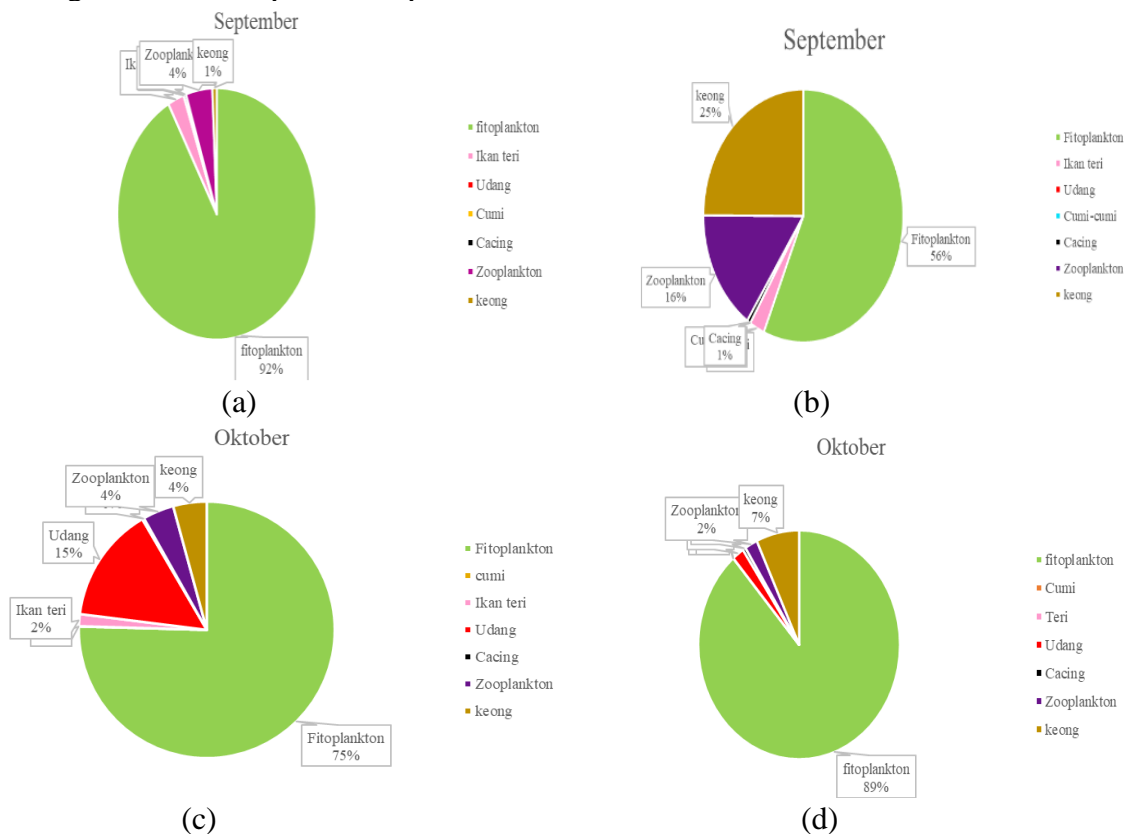 September
Zooplank
4%
keong
1%
Ik
fitoplankton
Ikan teri
Udang
Cumi
Cacing
Zooplankton
keong
fitoplankton
92%
(a)
September
keong
25%
Fitoplankton
56%
Zooplankton
16%
Cu
Cacing
1%
i
Fitoplankton
Ikan teri
Udang
Cumi-cumi
Cacing
Zooplankton
keong
(b)
Oktober
Zooplankton
4%
keong
4%
Udang
15%
Ikan teri
2%
Fitoplankton
75%
Fitoplankton
cumi
Ikan teri
Udang
Cacing
Zooplankton
keong
(c)
Oktober
Zooplankton
2%
keong
7%
fitoplankton
89%
fitoplankton
Cumi
Teri
Udang
Cacing
Zooplankton
keong
(d)